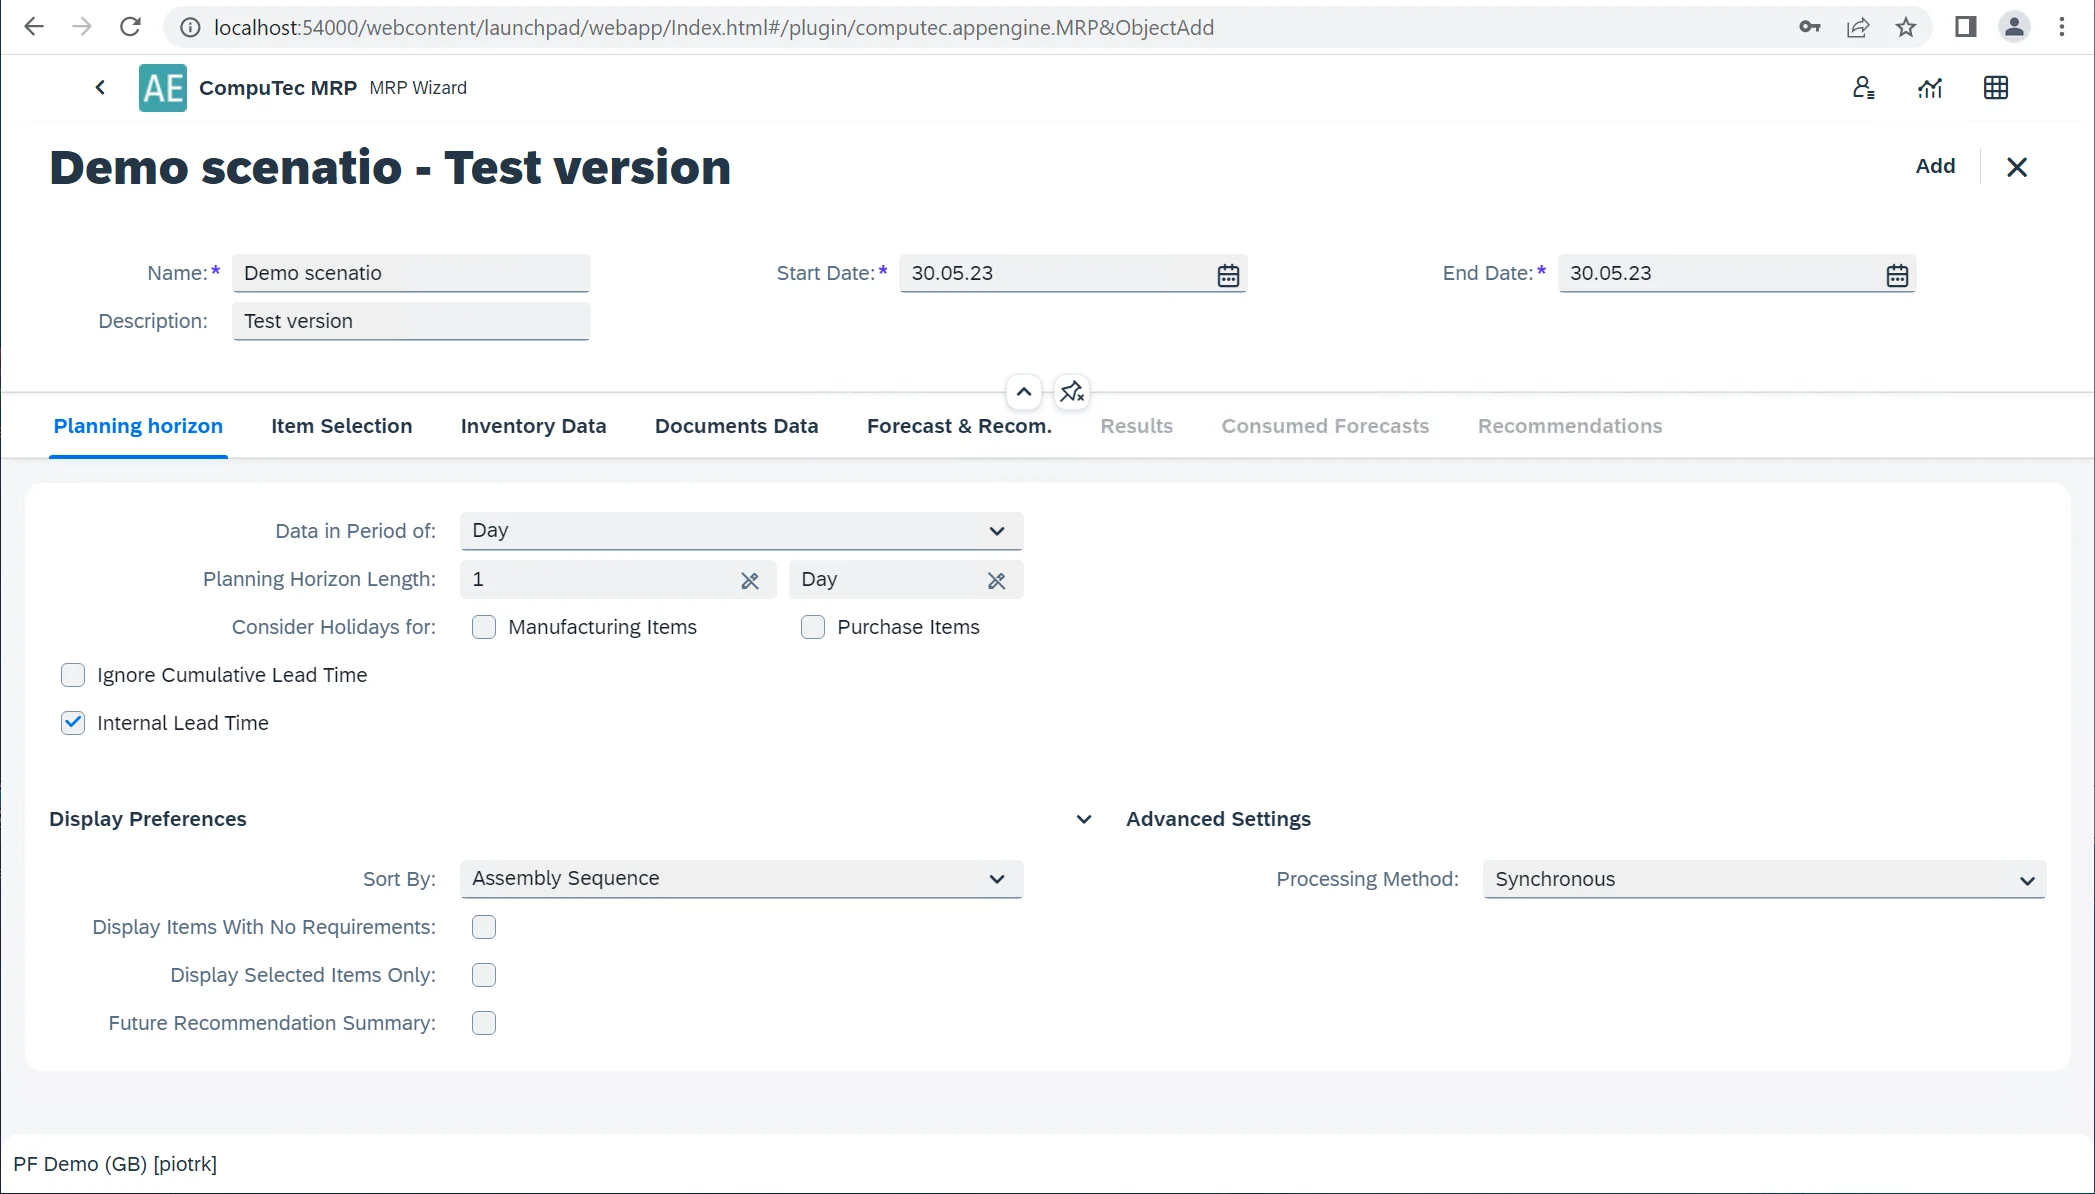 localhost:54000/webcontent/launchpad/webapp/Index.html#/plugin/computec.appengine.MRP&ObjectAdd
AE CompuTec MRP MRP Wizard
Demo scenatio - Test version
Add
Name:* Demo scenatio
Start Date:* 30.05.23
End Date:* 30.05.23
Description: Test version
Planning horizon Item Selection Inventory Data Documents Data Forecast & Recom. Results Consumed Forecasts Recommendations
Data in Period of: Day
Planning Horizon Length: 1 Day
Consider Holidays for: Manufacturing Items Purchase Items
Ignore Cumulative Lead Time
Internal Lead Time
Display Preferences
Advanced Settings
Sort By: Assembly Sequence
Processing Method: Synchronous
Display Items With No Requirements:
Display Selected Items Only:
Future Recommendation Summary:
PF Demo (GB) [piotrk]